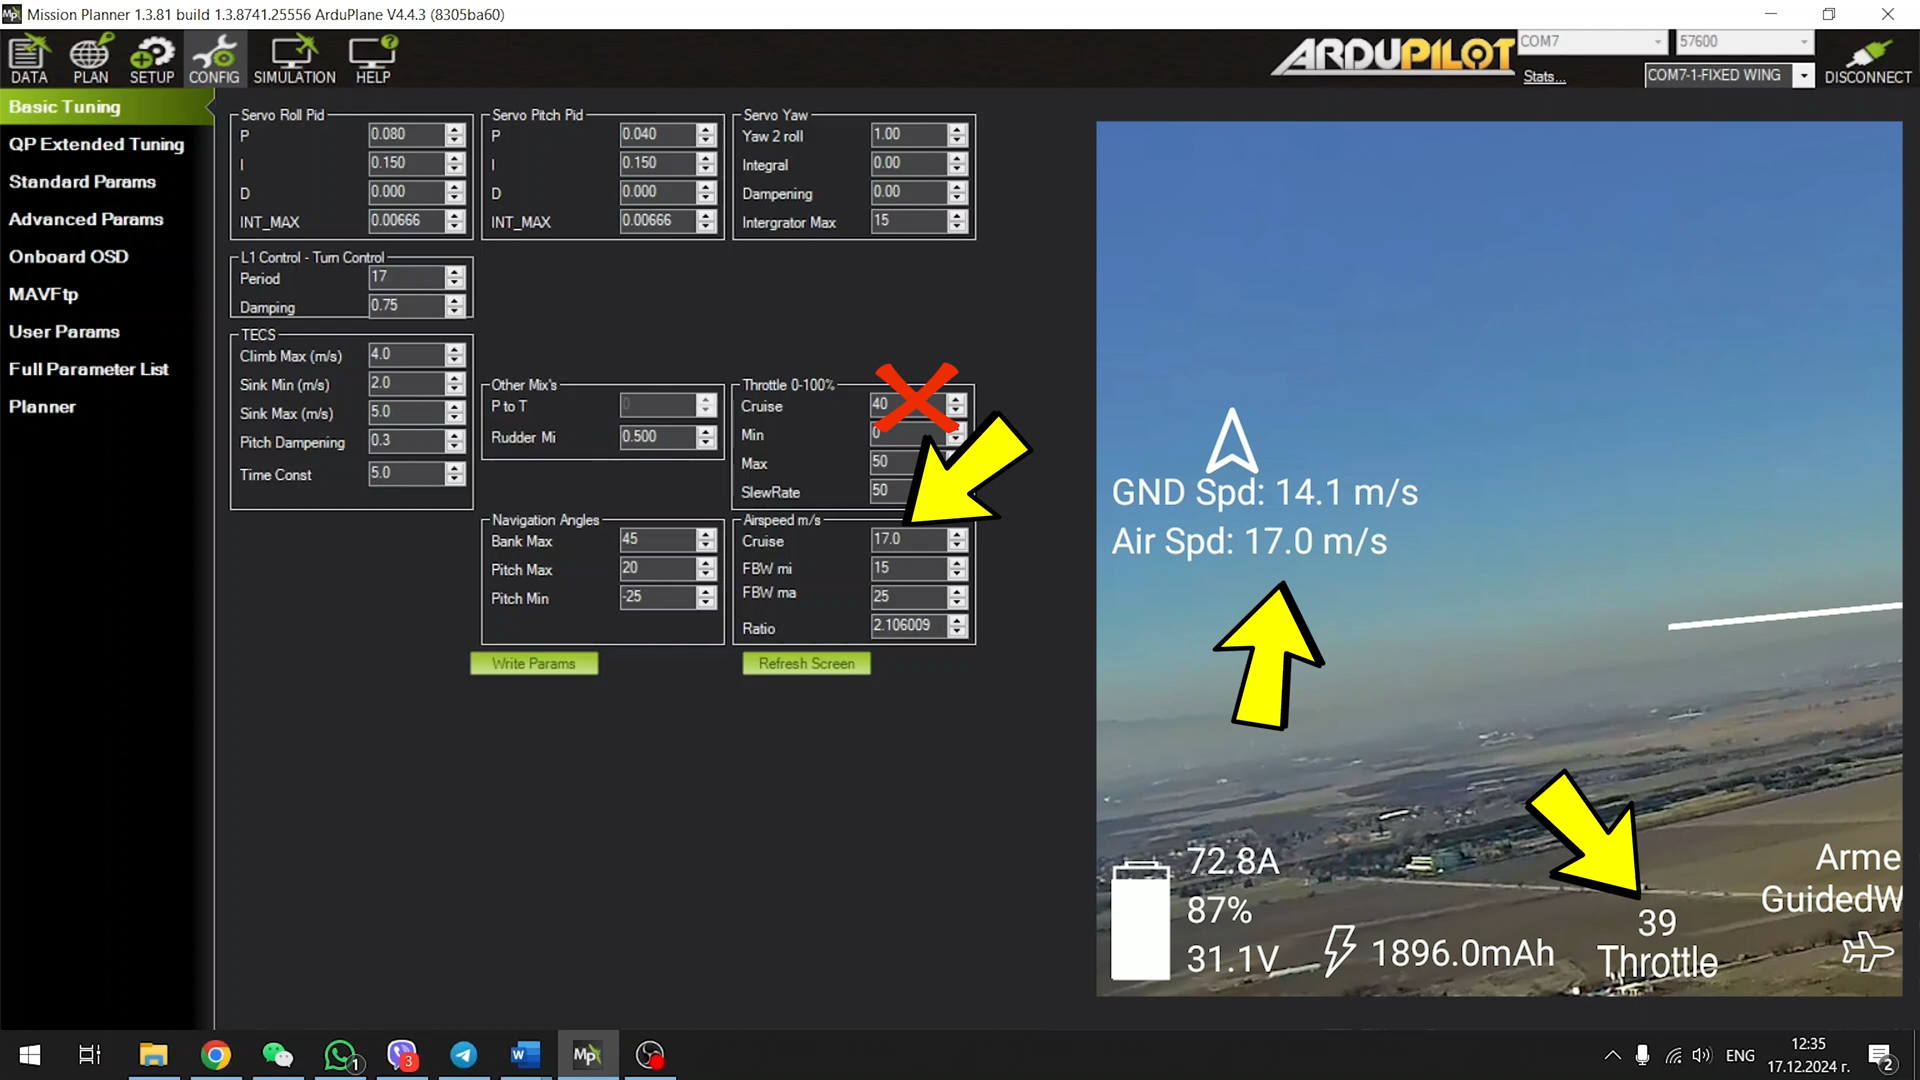 Mission Planner 1.3.81 build 1.3.8741.25556 ArduPlane V4.4.3 (8305ba60)
DATA
PLAN
SETUP
CONFIG
SIMULATION
HELP
ARDUPILOT
COM7
57600
Stats...
COM7-1-FIXED WING
DISCONNECT
Basic Tuning
QP Extended Tuning
Standard Params
Advanced Params
Onboard OSD
MAVFtp
User Params
Full Parameter List
Planner
Servo Roll Pid
P 0.080
I 0.150
D 0.000
INT_MAX 0.00666
Servo Pitch Pid
P 0.040
I 0.150
D 0.000
INT_MAX 0.00666
Servo Yaw
Yaw 2 roll 1.00
Integral 0.00
Dampening 0.00
Intergrator Max 15
L1 Control - Turn Control
Period 17
Damping 0.75
TECS
Climb Max (m/s) 4.0
Sink Min (m/s) 2.0
Sink Max (m/s) 5.0
Pitch Dampening 0.3
Time Const 5.0
Other Mix's
P to T 0
Rudder Mi 0.500
Throttle 0-100%
Cruise 40
Min 0
Max 50
SlewRate 50
Navigation Angles
Bank Max 45
Pitch Max 20
Pitch Min -25
Airspeed m/s
Cruise 17.0
FBW mi 15
FBW ma 25
Ratio 2.106009
Write Params
Refresh Screen
GND Spd: 14.1 m/s
Air Spd: 17.0 m/s
72.8A
87%
31.1V
1896.0mAh
39
Throttle
Arme
GuidedW
Mp
1
3
ENG
12:35
17.12.2024 г.
2